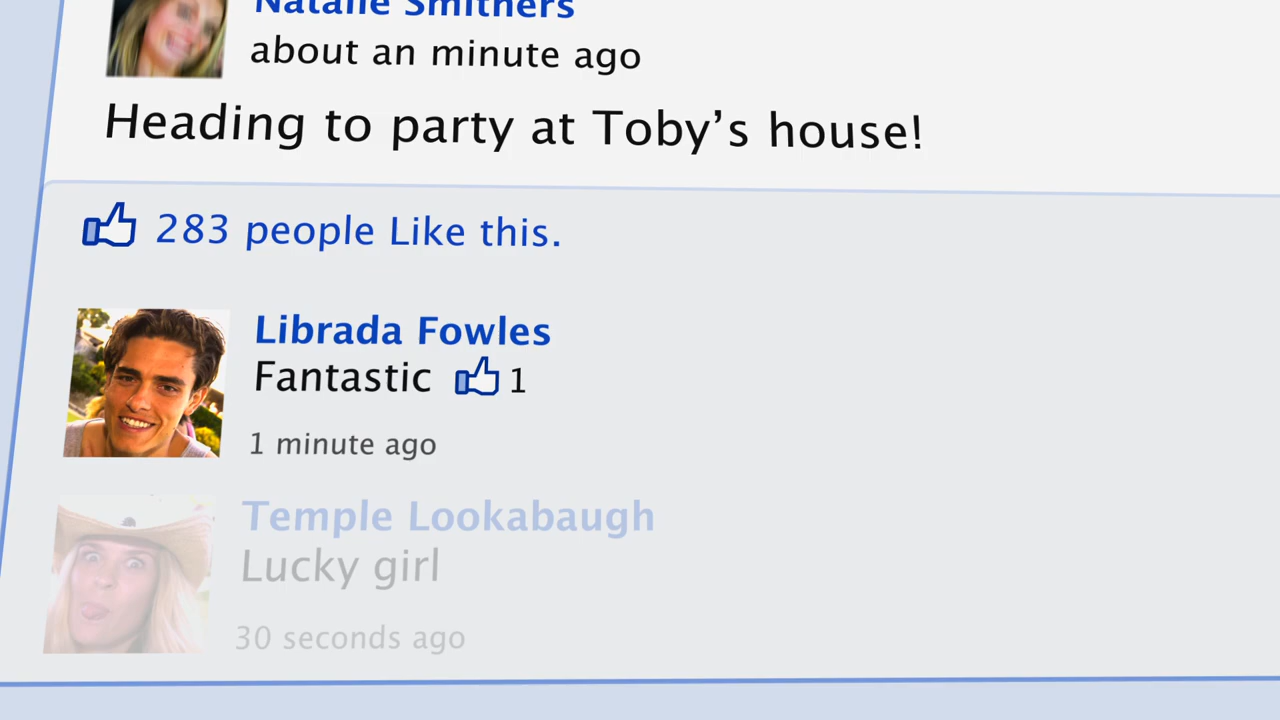 Natalie Smithers
about an minute ago
Heading to party at Toby’s house!
283 people Like this.
Librada Fowles
Fantastic 1
1 minute ago
Temple Lookabaugh
Lucky girl
30 seconds ago